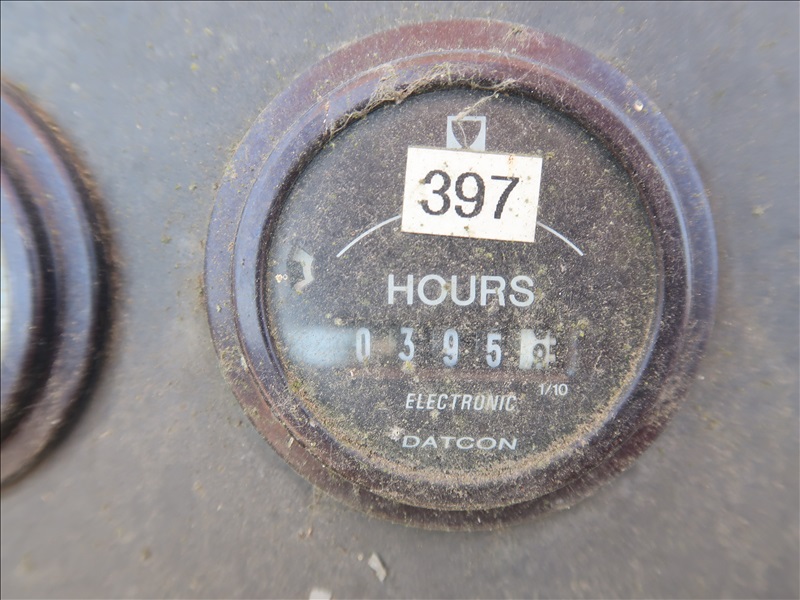 397
HOURS
0395
1/10
ELECTRONIC
DATCON